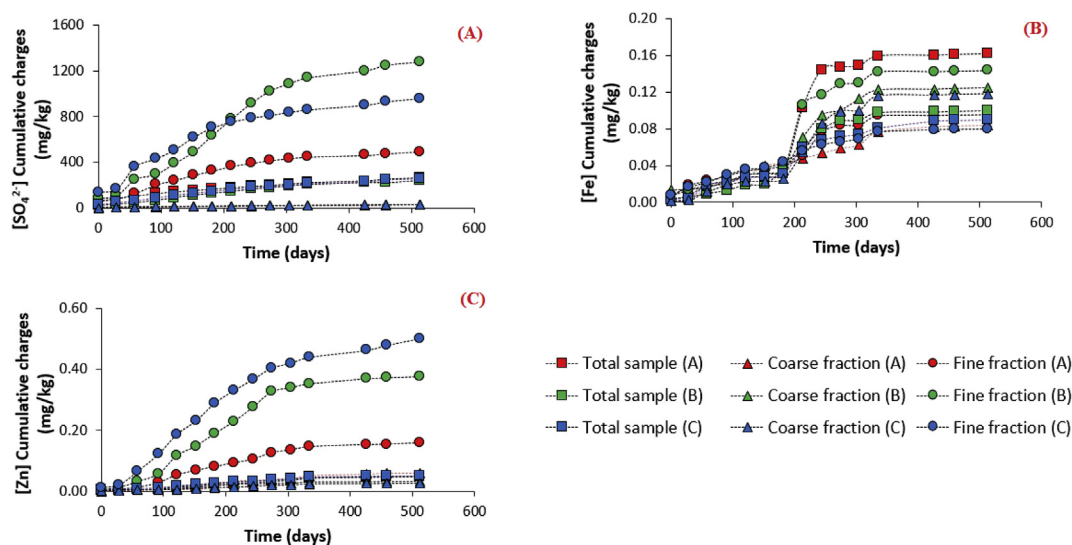 (A)
[SO₄²⁻] Cumulative charges
(mg/kg)
1600
1200
800
400
0
0 100 200 300 400 500 600
Time (days)
(B)
[Fe] Cumulative charges
(mg/kg)
0.16
0.12
0.08
0.04
0.00
0 100 200 300 400 500 600
Time (days)
(C)
[Zn] Cumulative charges
(mg/kg)
0.60
0.40
0.20
0.00
0 100 200 300 400 500 600
Time (days)
Total sample (A) Coarse fraction (A) Fine fraction (A)
Total sample (B) Coarse fraction (B) Fine fraction (B)
Total sample (C) Coarse fraction (C) Fine fraction (C)